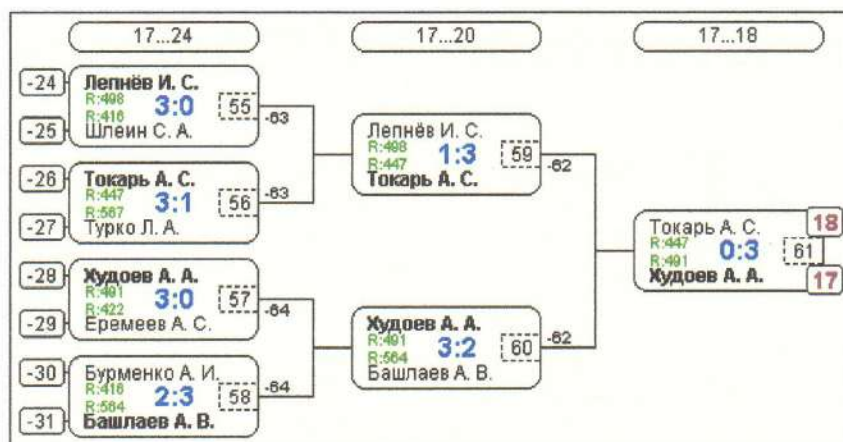 17...24
17...20
17...18
-24
Лепнёв И. С.
R:498
R:416
3:0
55
-25
Шлеин С. А.
-63
-26
Токарь А. С.
R:447
R:567
3:1
56
-27
Турко Л. А.
-63
-28
Худоев А. А.
R:491
R:422
3:0
57
-29
Еремеев А. С.
-64
-30
Бурменко А. И.
R:416
R:564
2:3
58
-31
Башлаев А. В.
-64
Лепнёв И. С.
R:498
R:447
1:3
59
Токарь А. С.
-62
Худоев А. А.
R:491
R:564
3:2
60
Башлаев А. В.
-62
Токарь А. С.
18
R:447
R:491
0:3
61
Худоев А. А.
17